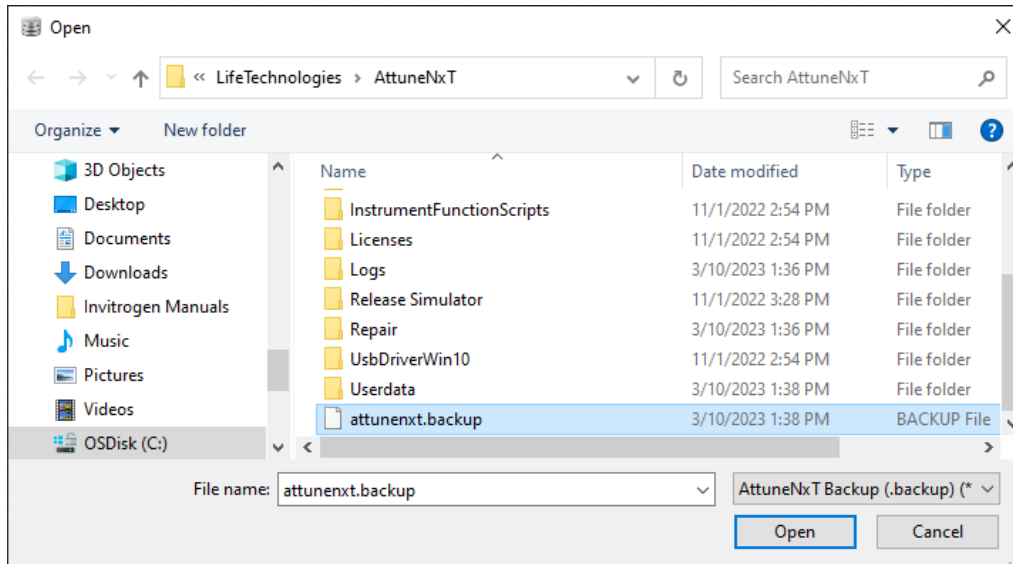 Open
« LifeTechnologies > AttuneNxT
Search AttuneNxT
Organize New folder
3D Objects
Desktop
Documents
Downloads
Invitrogen Manuals
Music
Pictures
Videos
OSDisk (C:)
Name Date modified Type
InstrumentFunctionScripts 11/1/2022 2:54 PM File folder
Licenses 11/1/2022 2:54 PM File folder
Logs 3/10/2023 1:36 PM File folder
Release Simulator 11/1/2022 3:28 PM File folder
Repair 3/10/2023 1:36 PM File folder
UsbDriverWin10 11/1/2022 2:54 PM File folder
Userdata 3/10/2023 1:38 PM File folder
attunenxt.backup 3/10/2023 1:38 PM BACKUP File
File name: attunenxt.backup AttuneNxT Backup (.backup) (*
Open Cancel